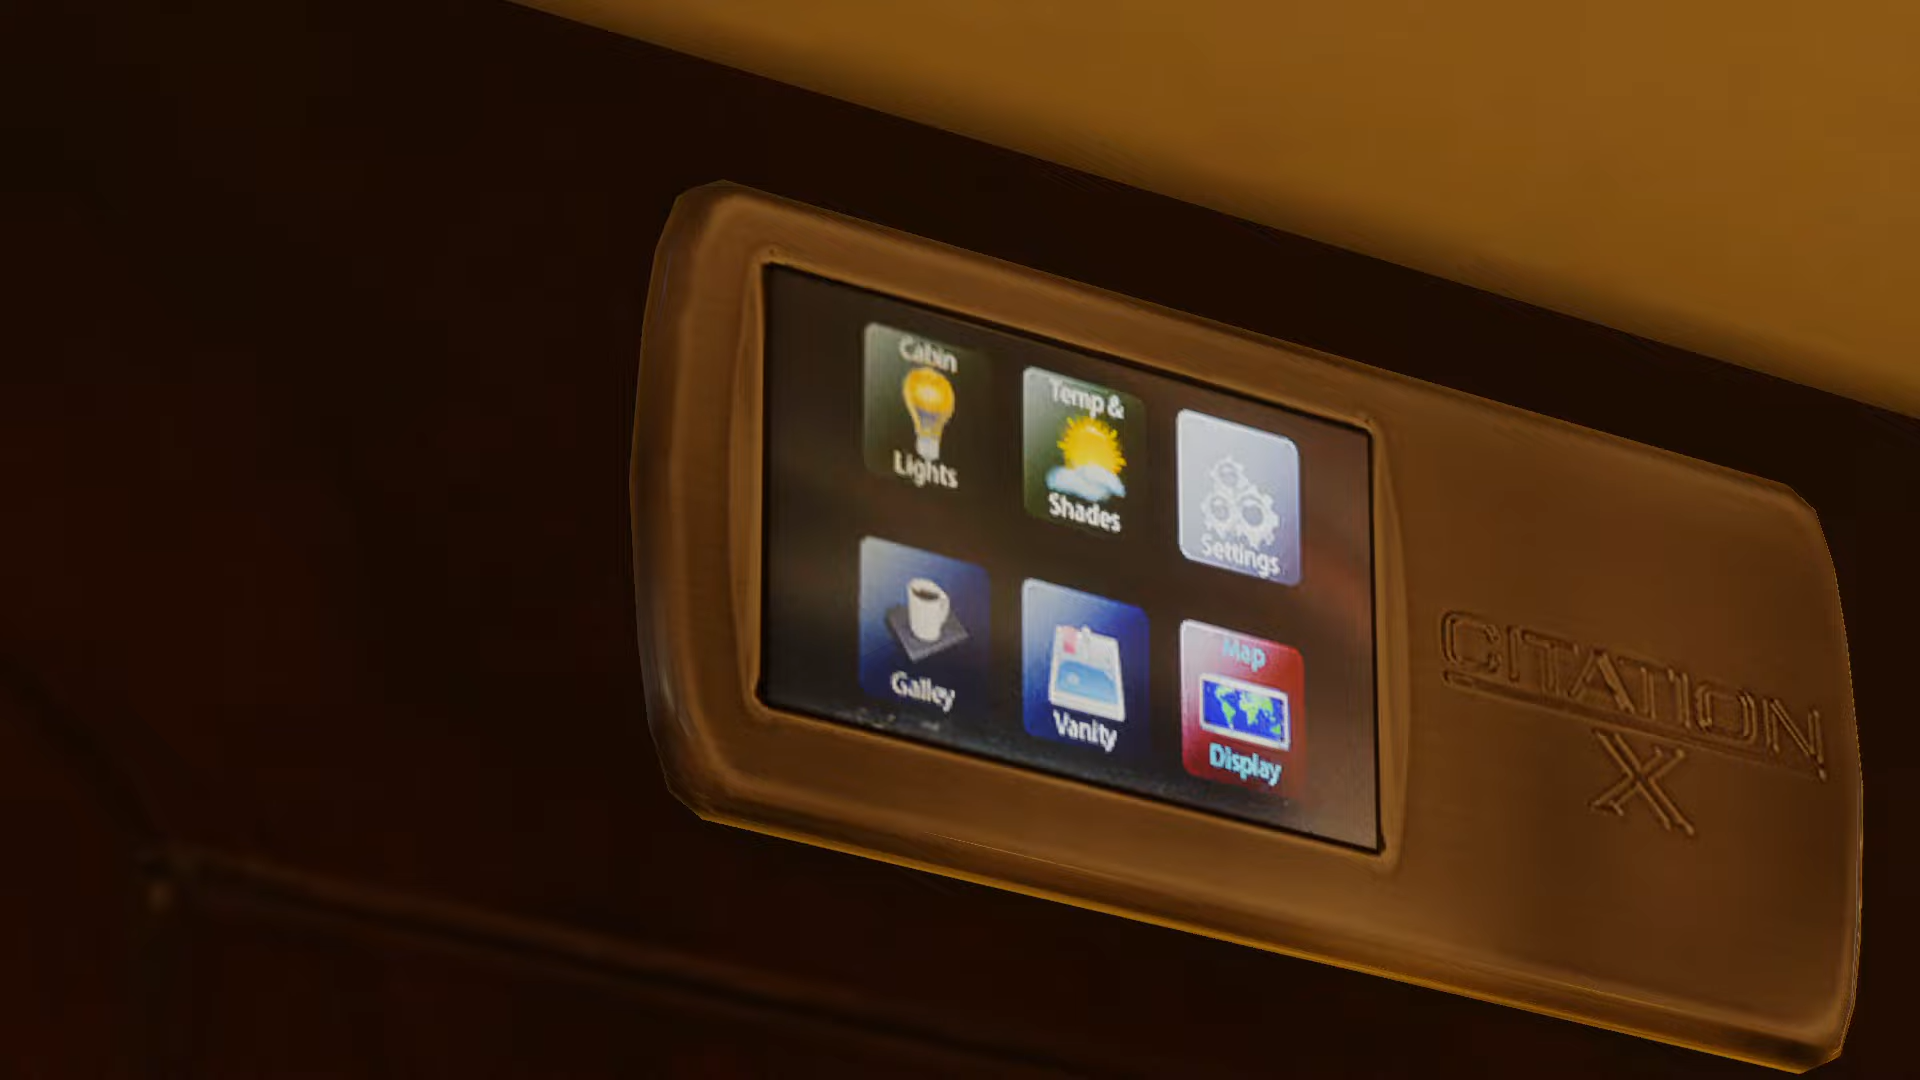 Cabin
Lights
Temp &
Shades
Settings
Galley
Vanity
Map
Display
CITATION
X